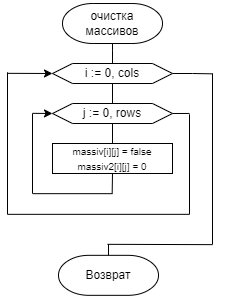 очистка
массивов
i := 0, cols
j := 0, rows
massiv[i][j] = false
massiv2[i][j] = 0
Возврат